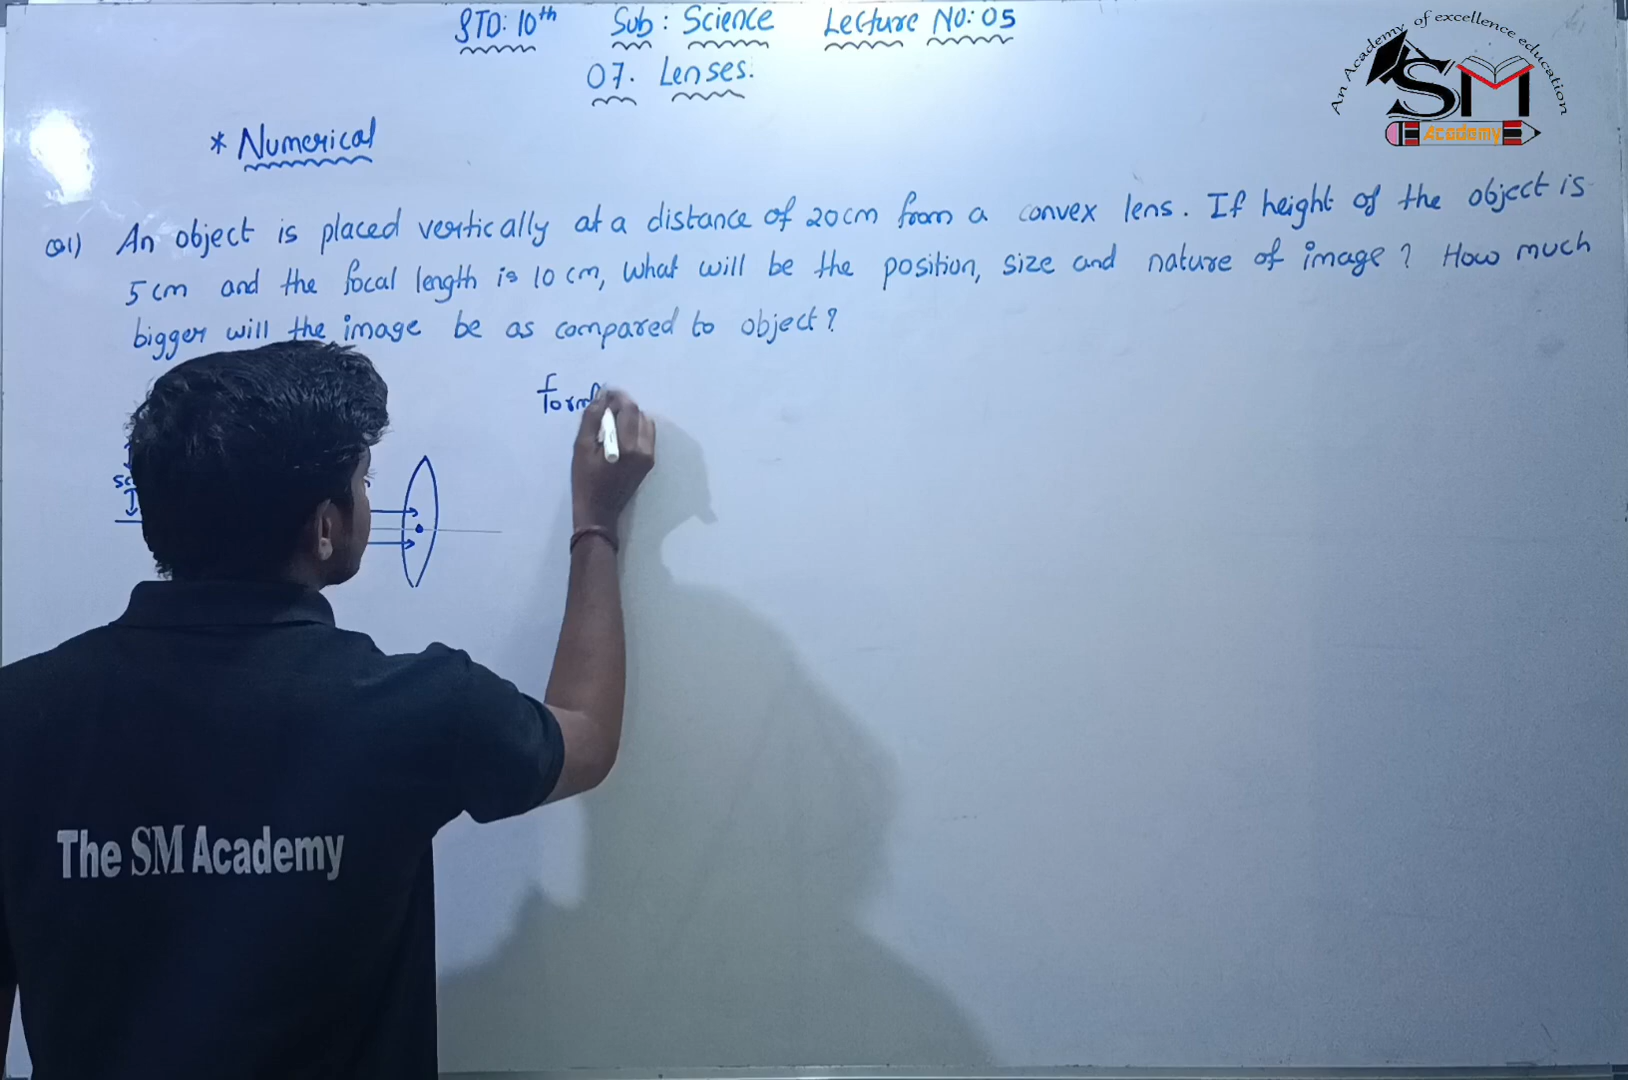 STD: 10th Sub: Science Lecture No: 05
07. Lenses.
An Academy of excellence education
SM
Academy
* Numerical
Q1) An object is placed vertically at a distance of 20cm from a convex lens. If height of the object is
5cm and the focal length is 10 cm, what will be the position, size and nature of image? How much
bigger will the image be as compared to object?
The SM Academy